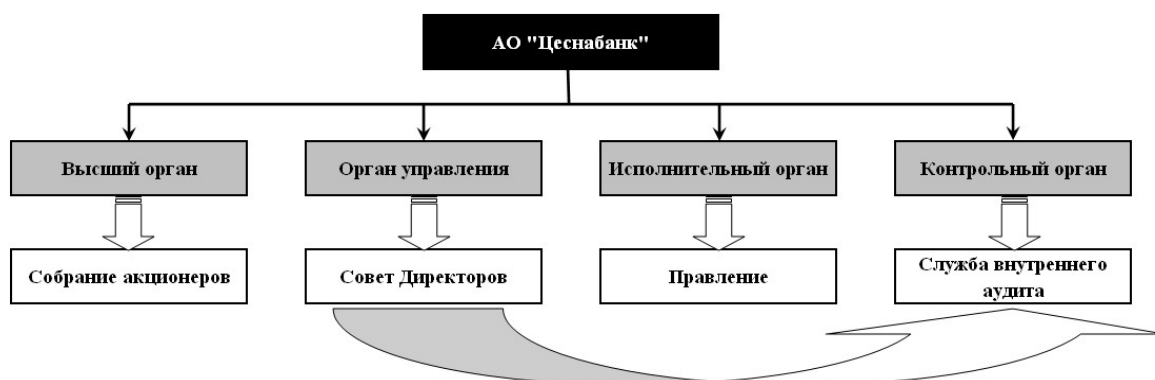 АО "Цеснабанк"
Высший орган
Орган управления
Исполнительный орган
Контрольный орган
Собрание акционеров
Совет Директоров
Правление
Служба внутреннего
аудита